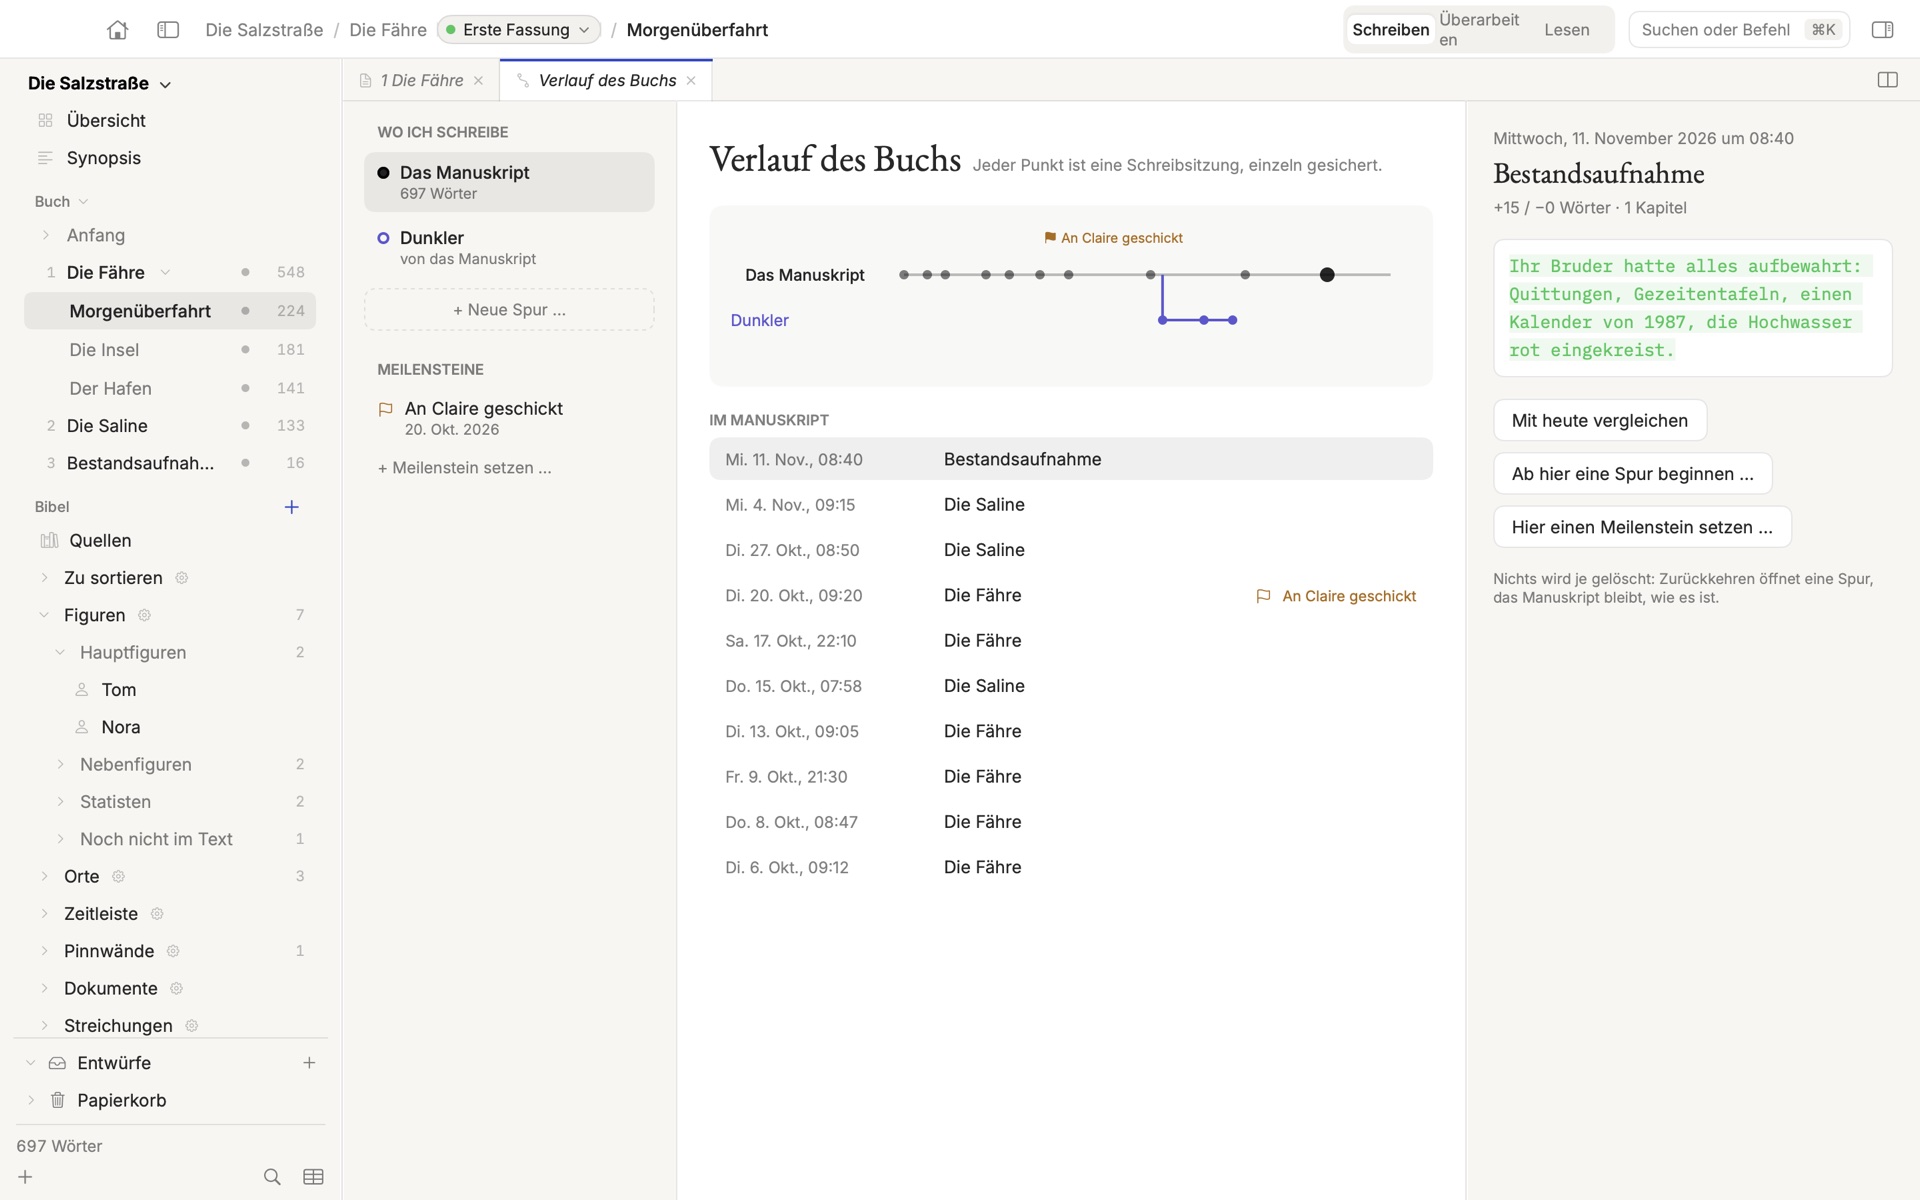 Die Salzstraße / Die Fähre Erste Fassung / Morgenüberfahrt
Schreiben Überarbeit
en Lesen
Suchen oder Befehl ⌘K
Die Salzstraße
Übersicht
Synopsis
Buch
Anfang
1 Die Fähre 548
Morgenüberfahrt 224
Die Insel 181
Der Hafen 141
2 Die Saline 133
3 Bestandsaufnah... 16
Bibel +
Quellen
Zu sortieren
Figuren 7
Hauptfiguren 2
Tom
Nora
Nebenfiguren 2
Statisten 2
Noch nicht im Text 1
Orte 3
Zeitleiste
Pinnwände 1
Dokumente
Streichungen
Entwürfe +
Papierkorb
697 Wörter
+
1 Die Fähre ×
Verlauf des Buchs ×
WO ICH SCHREIBE
Das Manuskript
697 Wörter
Dunkler
von das Manuskript
+ Neue Spur ...
MEILENSTEINE
An Claire geschickt
20. Okt. 2026
+ Meilenstein setzen ...
Verlauf des Buchs Jeder Punkt ist eine Schreibsitzung, einzeln gesichert.
An Claire geschickt
Das Manuskript
Dunkler
IM MANUSKRIPT
Mi. 11. Nov., 08:40 Bestandsaufnahme
Mi. 4. Nov., 09:15 Die Saline
Di. 27. Okt., 08:50 Die Saline
Di. 20. Okt., 09:20 Die Fähre An Claire geschickt
Sa. 17. Okt., 22:10 Die Fähre
Do. 15. Okt., 07:58 Die Saline
Di. 13. Okt., 09:05 Die Fähre
Fr. 9. Okt., 21:30 Die Fähre
Do. 8. Okt., 08:47 Die Fähre
Di. 6. Okt., 09:12 Die Fähre
Mittwoch, 11. November 2026 um 08:40
Bestandsaufnahme
+15 / −0 Wörter · 1 Kapitel
Ihr Bruder hatte alles aufbewahrt:
Quittungen, Gezeitentafeln, einen
Kalender von 1987, die Hochwasser
rot eingekreist.
Mit heute vergleichen
Ab hier eine Spur beginnen ...
Hier einen Meilenstein setzen ...
Nichts wird je gelöscht: Zurückkehren öffnet eine Spur,
das Manuskript bleibt, wie es ist.